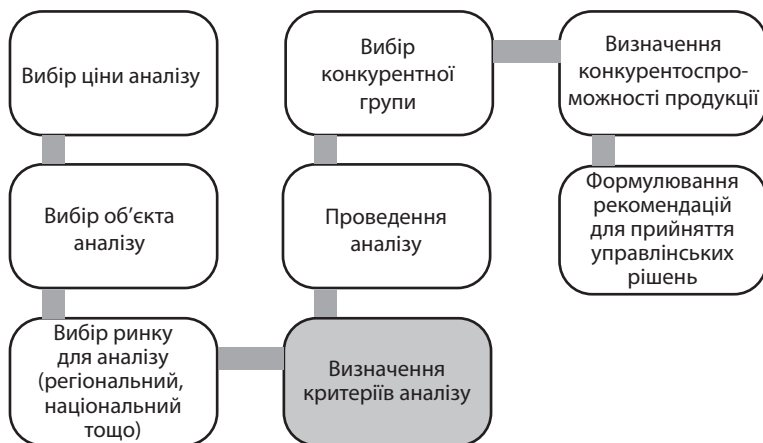 Вибір ціни аналізу
Вибір об’єкта
аналізу
Вибір ринку
для аналізу
(регіональний,
національний
тощо)
Визначення
критеріїв аналізу
Проведення
аналізу
Вибір
конкурентної
групи
Визначення
конкурентоспро-
можності продукції
Формулювання
рекомендацій
для прийняття
управлінських
рішень